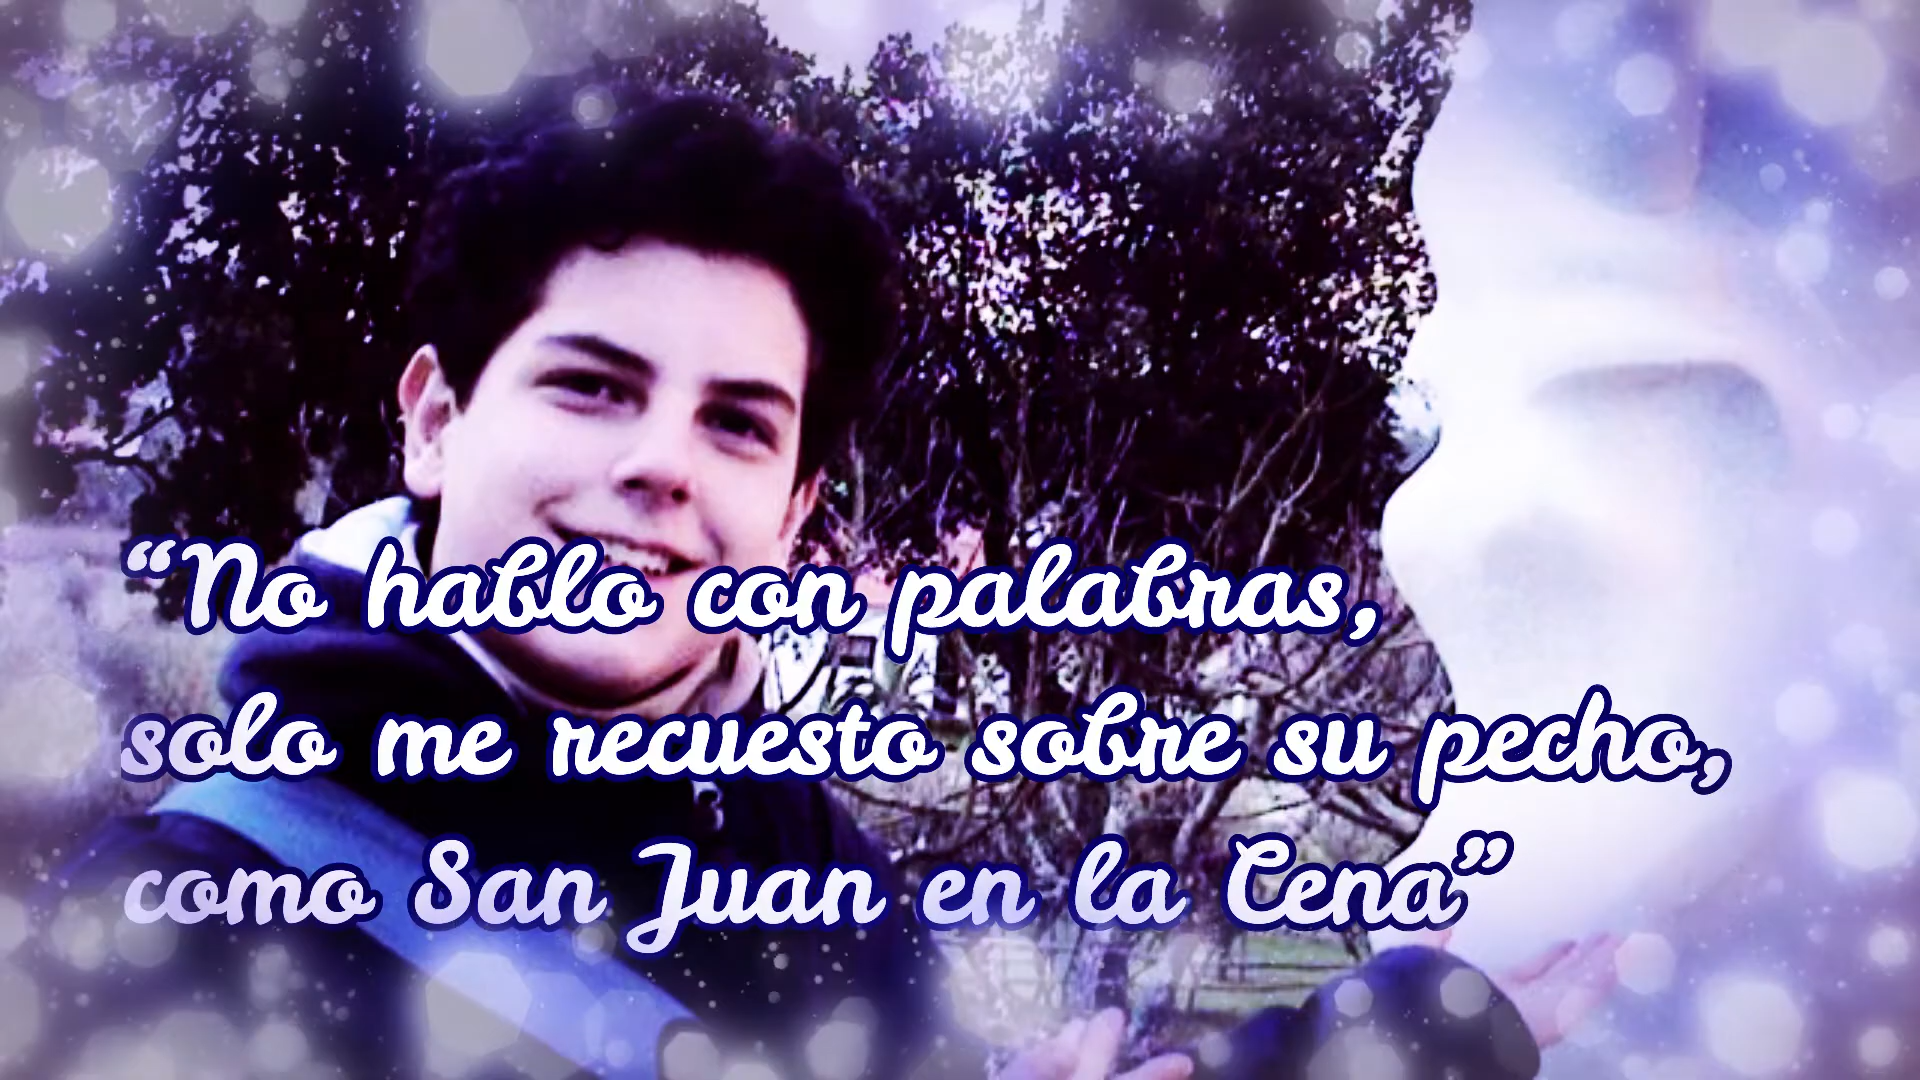 “No hablo con palabras,
solo me recuesto sobre su pecho,
como San Juan en la Cena”